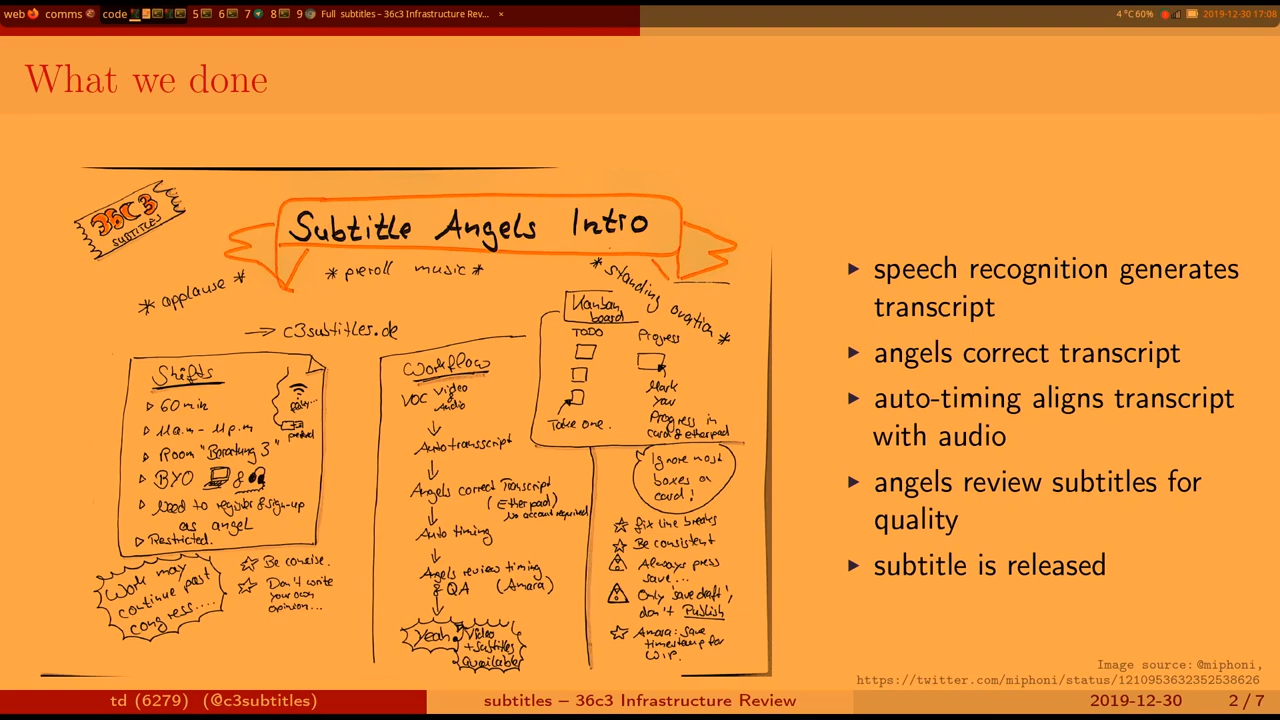 web comms code 5 6 7 8 9 Full subtitles – 36c3 Infrastructure Rev... ×
4 °C 60% 2019-12-30 17:08
What we done
36C3
SUBTITLES
Subtitle Angels Intro
* applause *
* preroll music *
* standing ovation *
→ c3subtitles.de
Shifts
▷ 60 min
▷ 11a.m - 11p.m
▷ Room "Beratung 3"
▷ BYO &
▷ Need to register & sign-up
as angel
▷ Restricted.
Work may
continue past
congress....
☆ Be concise.
☆ Don't write
your own
opinion...
Workflow
VOC Video
&
Audio
↓
Autotransscript
↓
Angels correct Transcript
(Etherpad)
No account required
↓
Auto timing
↓
Angels review timing
& QA (Amara)
↓
Yeah
Video
+Subtitles
available
Kanban
board
TODO
Take one.
Progress
Mark
your
Progress in
card & etherpad
Ignore most
boxes on
card!
☆ fix line breaks
☆ Be consistent
Always press
save...
Only 'save draft',
don't Publish
☆ Amara: save
timestamp for
W.I.P.
▶ speech recognition generates
transcript
▶ angels correct transcript
▶ auto-timing aligns transcript
with audio
▶ angels review subtitles for
quality
▶ subtitle is released
Image source: @miphoni,
https://twitter.com/miphoni/status/1210953632352538626
td (6279) (@c3subtitles)
subtitles – 36c3 Infrastructure Review
2019-12-30
2 / 7